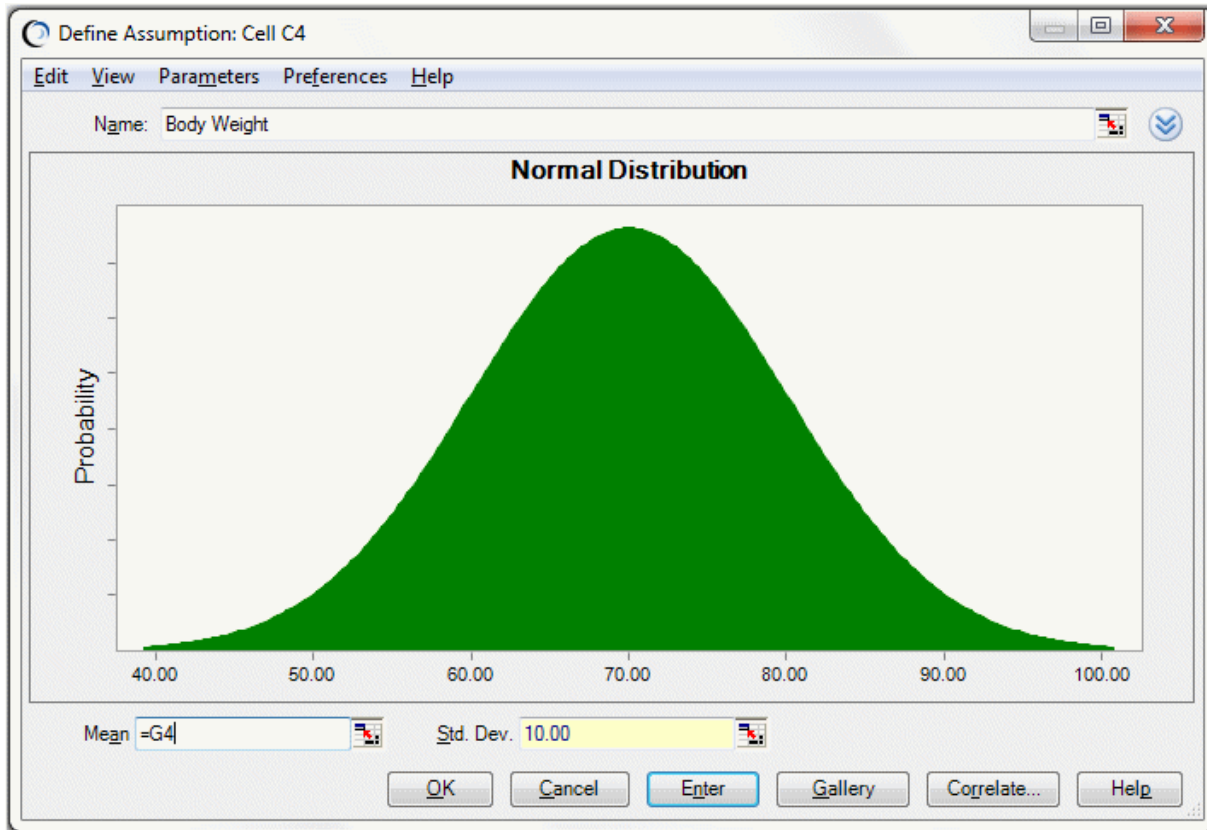 Define Assumption: Cell C4
Edit View Parameters Preferences Help
Name: Body Weight
Normal Distribution
Probability
40.00 50.00 60.00 70.00 80.00 90.00 100.00
Mean =G4 Std. Dev. 10.00
OK Cancel Enter Gallery Correlate... Help